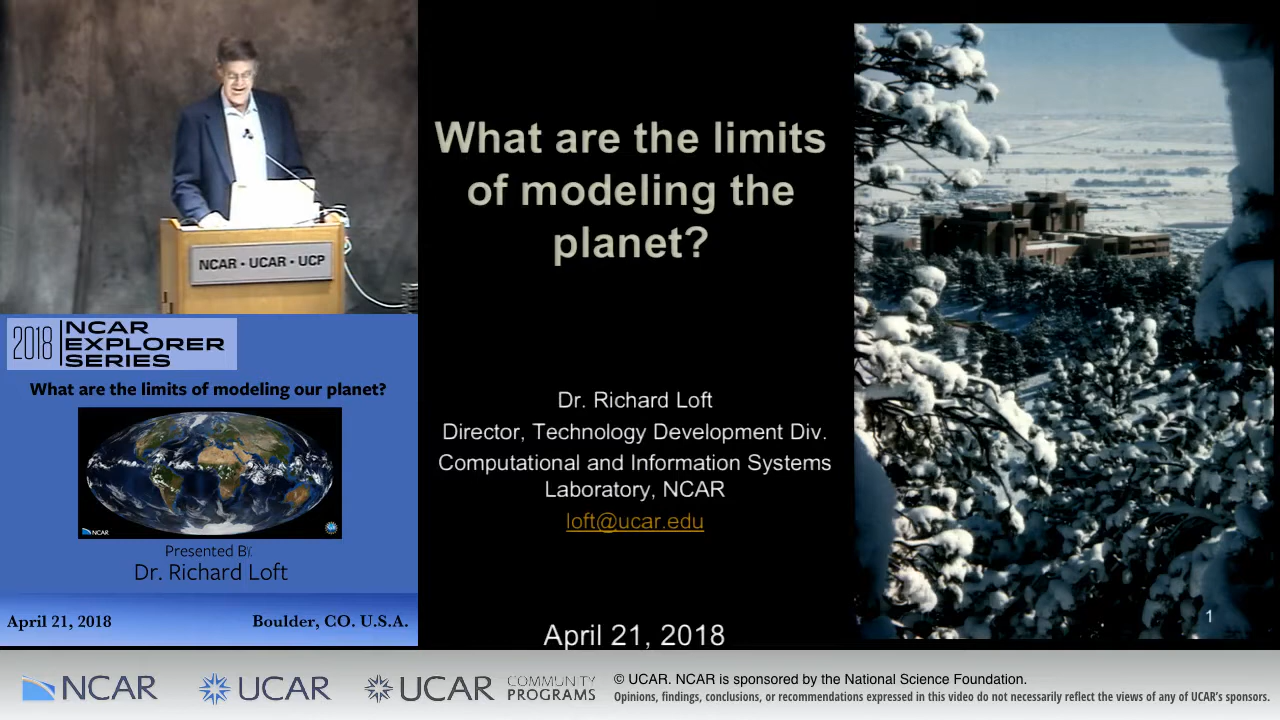 NCAR • UCAR • UCP
2018 NCAR
EXPLORER
SERIES
What are the limits of modeling our planet?
NCAR
Presented By:
Dr. Richard Loft
April 21, 2018 Boulder, CO. U.S.A.
What are the limits
of modeling the
planet?
Dr. Richard Loft
Director, Technology Development Div.
Computational and Information Systems
Laboratory, NCAR
loft@ucar.edu
April 21, 2018
1
NCAR UCAR UCAR COMMUNITY
PROGRAMS
© UCAR. NCAR is sponsored by the National Science Foundation.
Opinions, findings, conclusions, or recommendations expressed in this video do not necessarily reflect the views of any of UCAR's sponsors.